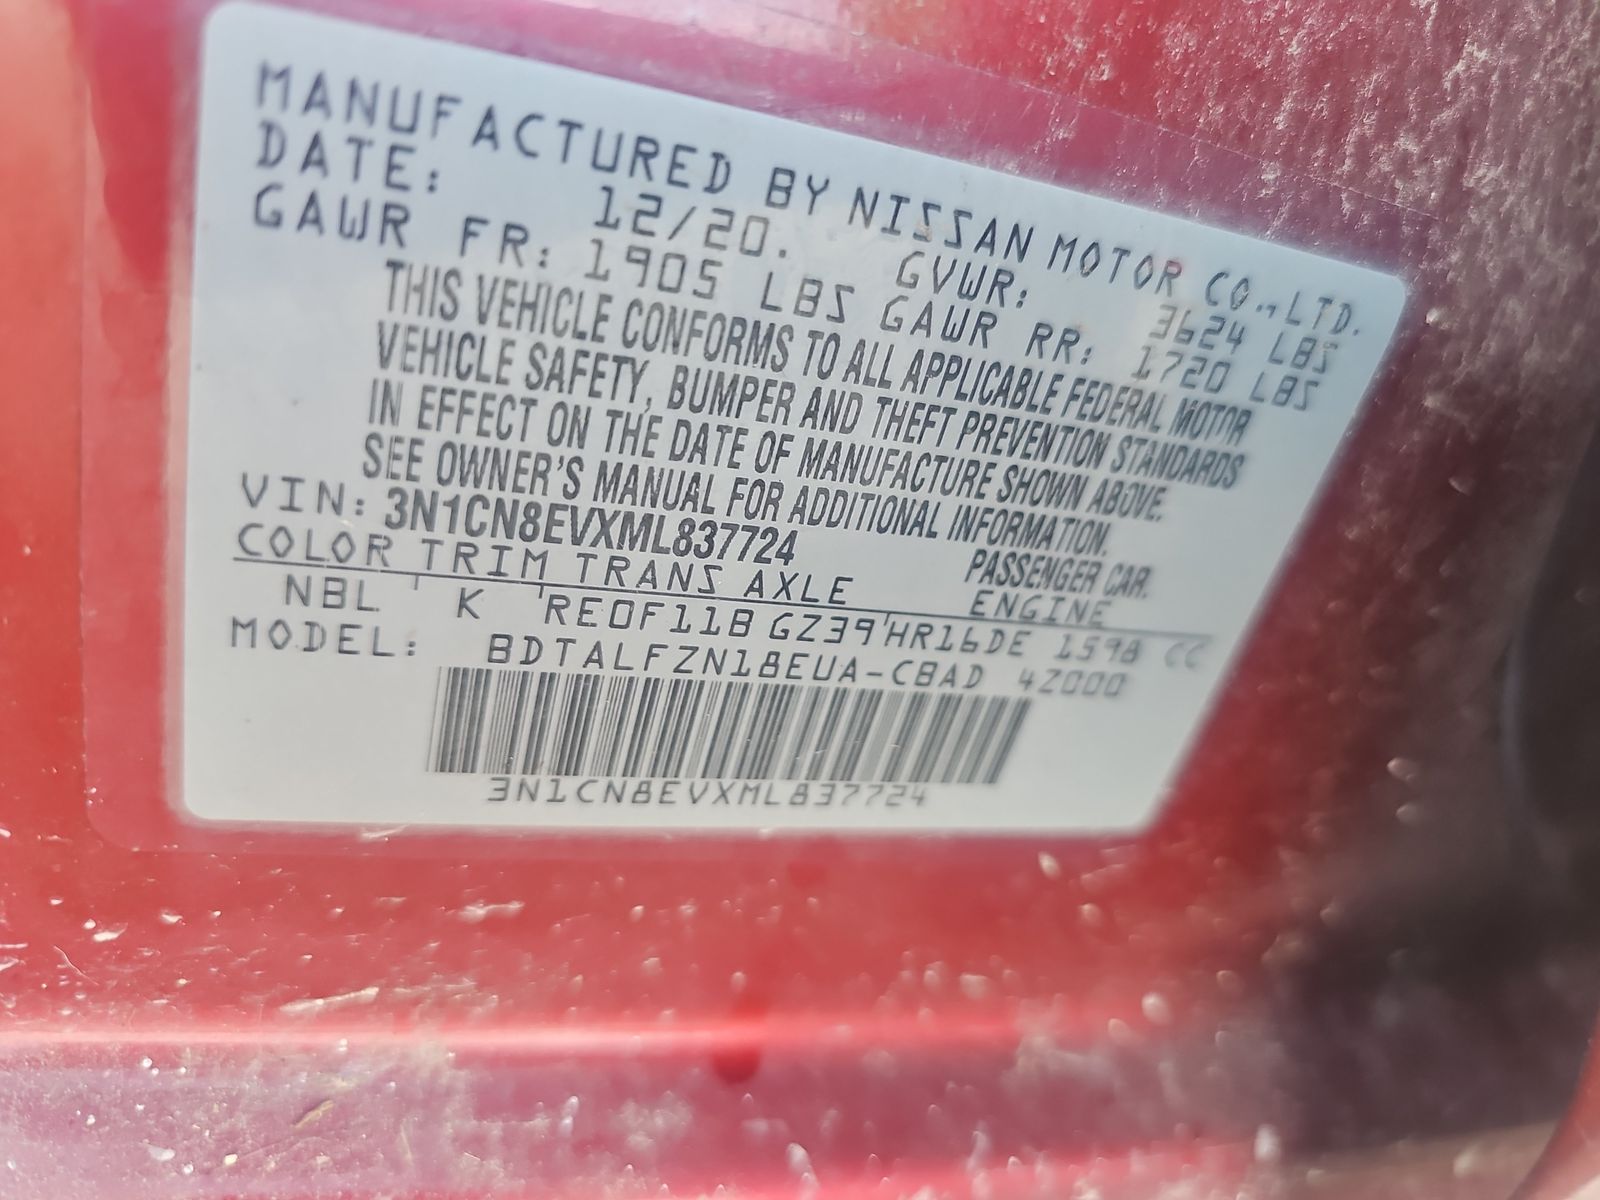 MANUFACTURED BY NISSAN MOTOR CO.,LTD.
DATE: 12/20. GVWR: 3624 LBS
GAWR FR: 1905 LBS GAWR RR: 1720 LBS
THIS VEHICLE CONFORMS TO ALL APPLICABLE FEDERAL MOTOR
VEHICLE SAFETY, BUMPER AND THEFT PREVENTION STANDARDS
IN EFFECT ON THE DATE OF MANUFACTURE SHOWN ABOVE.
SEE OWNER'S MANUAL FOR ADDITIONAL INFORMATION.
VIN: 3N1CN8EVXML837724 PASSENGER CAR.
COLOR TRIM TRANS AXLE ENGINE
NBL K RE0F11B GZ39 HR16DE 1598 CC
MODEL: BDTALFZN18EUA-CBAD 4Z000
3N1CN8EVXML837724